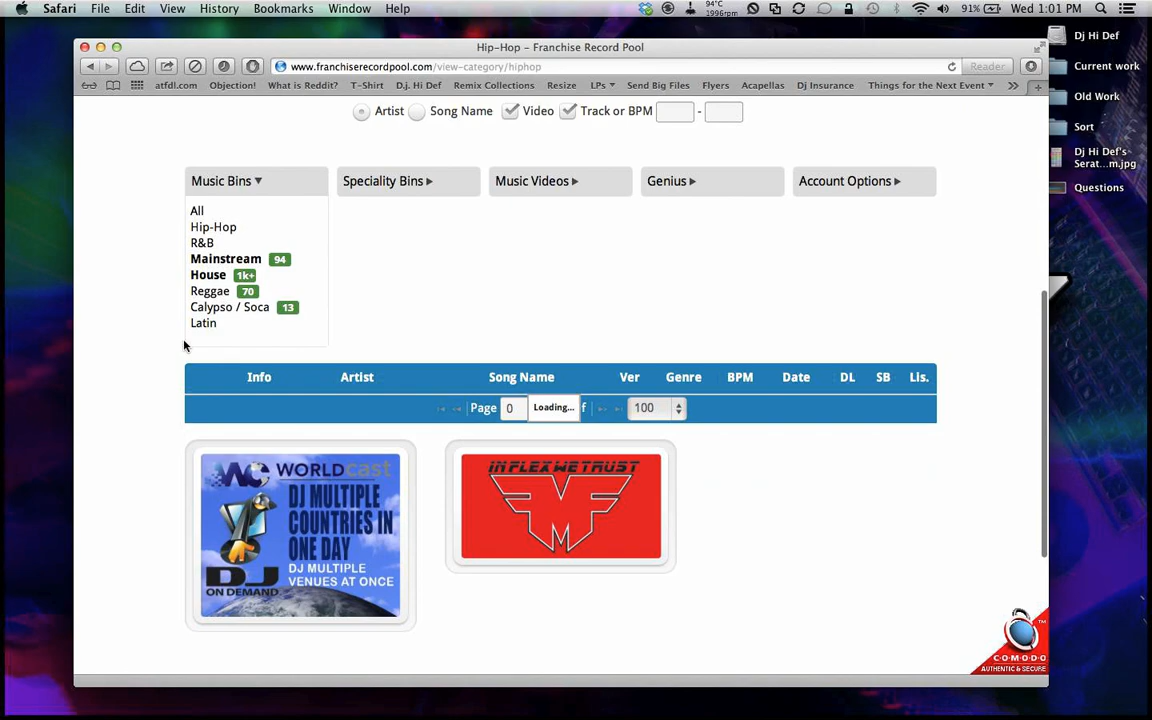 Safari File Edit View History Bookmarks Window Help 94°C 1996rpm 91% Wed 1:01 PM
Hip-Hop – Franchise Record Pool
www.franchiserecordpool.com/view-category/hiphop Reader
atfdl.com Objection! What is Reddit? T-Shirt D.j. Hi Def Remix Collections Resize LPs Send Big Files Flyers Acapellas Dj Insurance Things for the Next Event
Artist Song Name Video Track or BPM -
Music Bins Speciality Bins Music Videos Genius Account Options
All
Hip-Hop
R&B
Mainstream 94
House 1k+
Reggae 70
Calypso / Soca 13
Latin
Info Artist Song Name Ver Genre BPM Date DL SB Lis.
Page 0 Loading... f 100
WORLDcast
DJ MULTIPLE
COUNTRIES IN
ONE DAY
DJ MULTIPLE
VENUES AT ONCE
DJ
ON DEMAND
IN FLEX WE TRUST
COMODO
AUTHENTIC & SECURE
TM
Dj Hi Def
Current work
Old Work
Sort
Dj Hi Def's
Serat...m.jpg
Questions